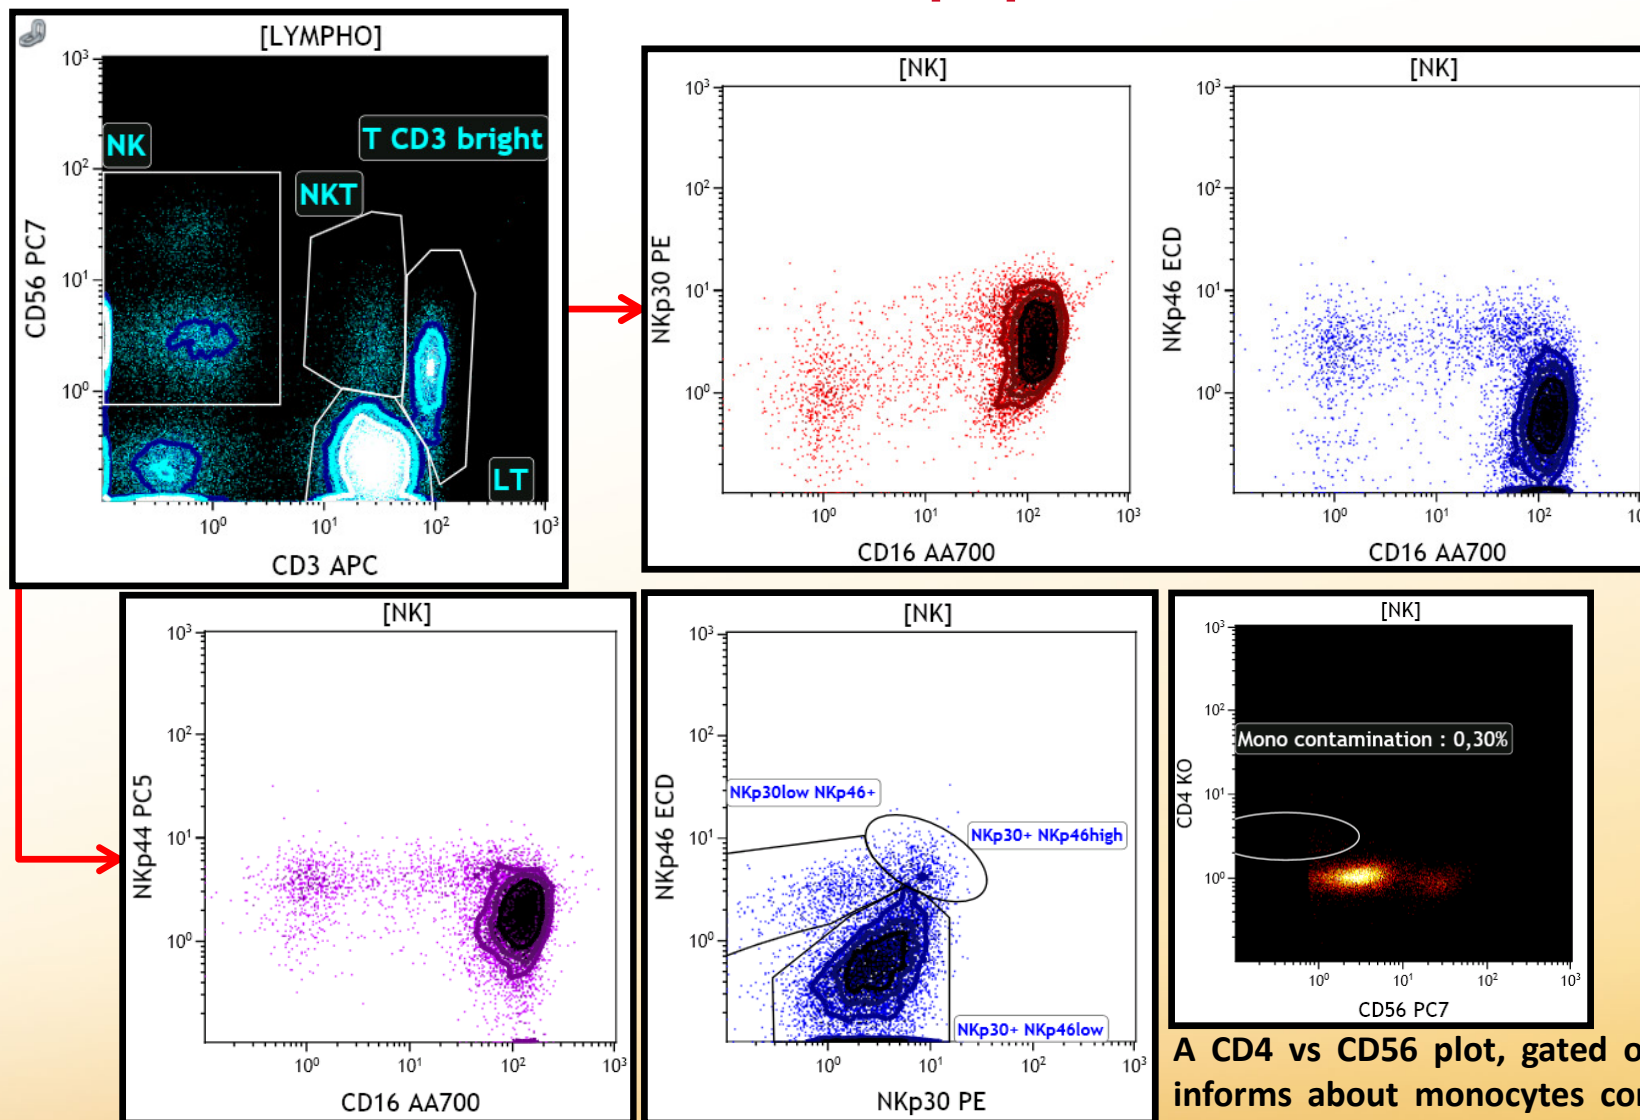 [LYMPHO]
10³
10²
10¹
10⁰
CD56 PC7
NK
NKT
T CD3 bright
LT
10⁰
10¹
10²
10³
CD3 APC
[NK]
10³
10²
10¹
10⁰
NKp30 PE
10⁰
10¹
10²
10³
CD16 AA700
[NK]
10³
10²
10¹
10⁰
NKp46 ECD
10⁰
10¹
10²
CD16 AA700
[NK]
10³
10²
10¹
10⁰
NKp44 PC5
10⁰
10¹
10²
10³
CD16 AA700
[NK]
10³
10²
10¹
10⁰
NKp46 ECD
NKp30low NKp46+
NKp30+ NKp46high
NKp30+ NKp46low
10⁰
10¹
10²
10³
NKp30 PE
[NK]
10³
10²
10¹
10⁰
CD4 KO
Mono contamination : 0,30%
10⁰
10¹
10²
10³
CD56 PC7
A CD4 vs CD56 plot, gated
informs about monocytes